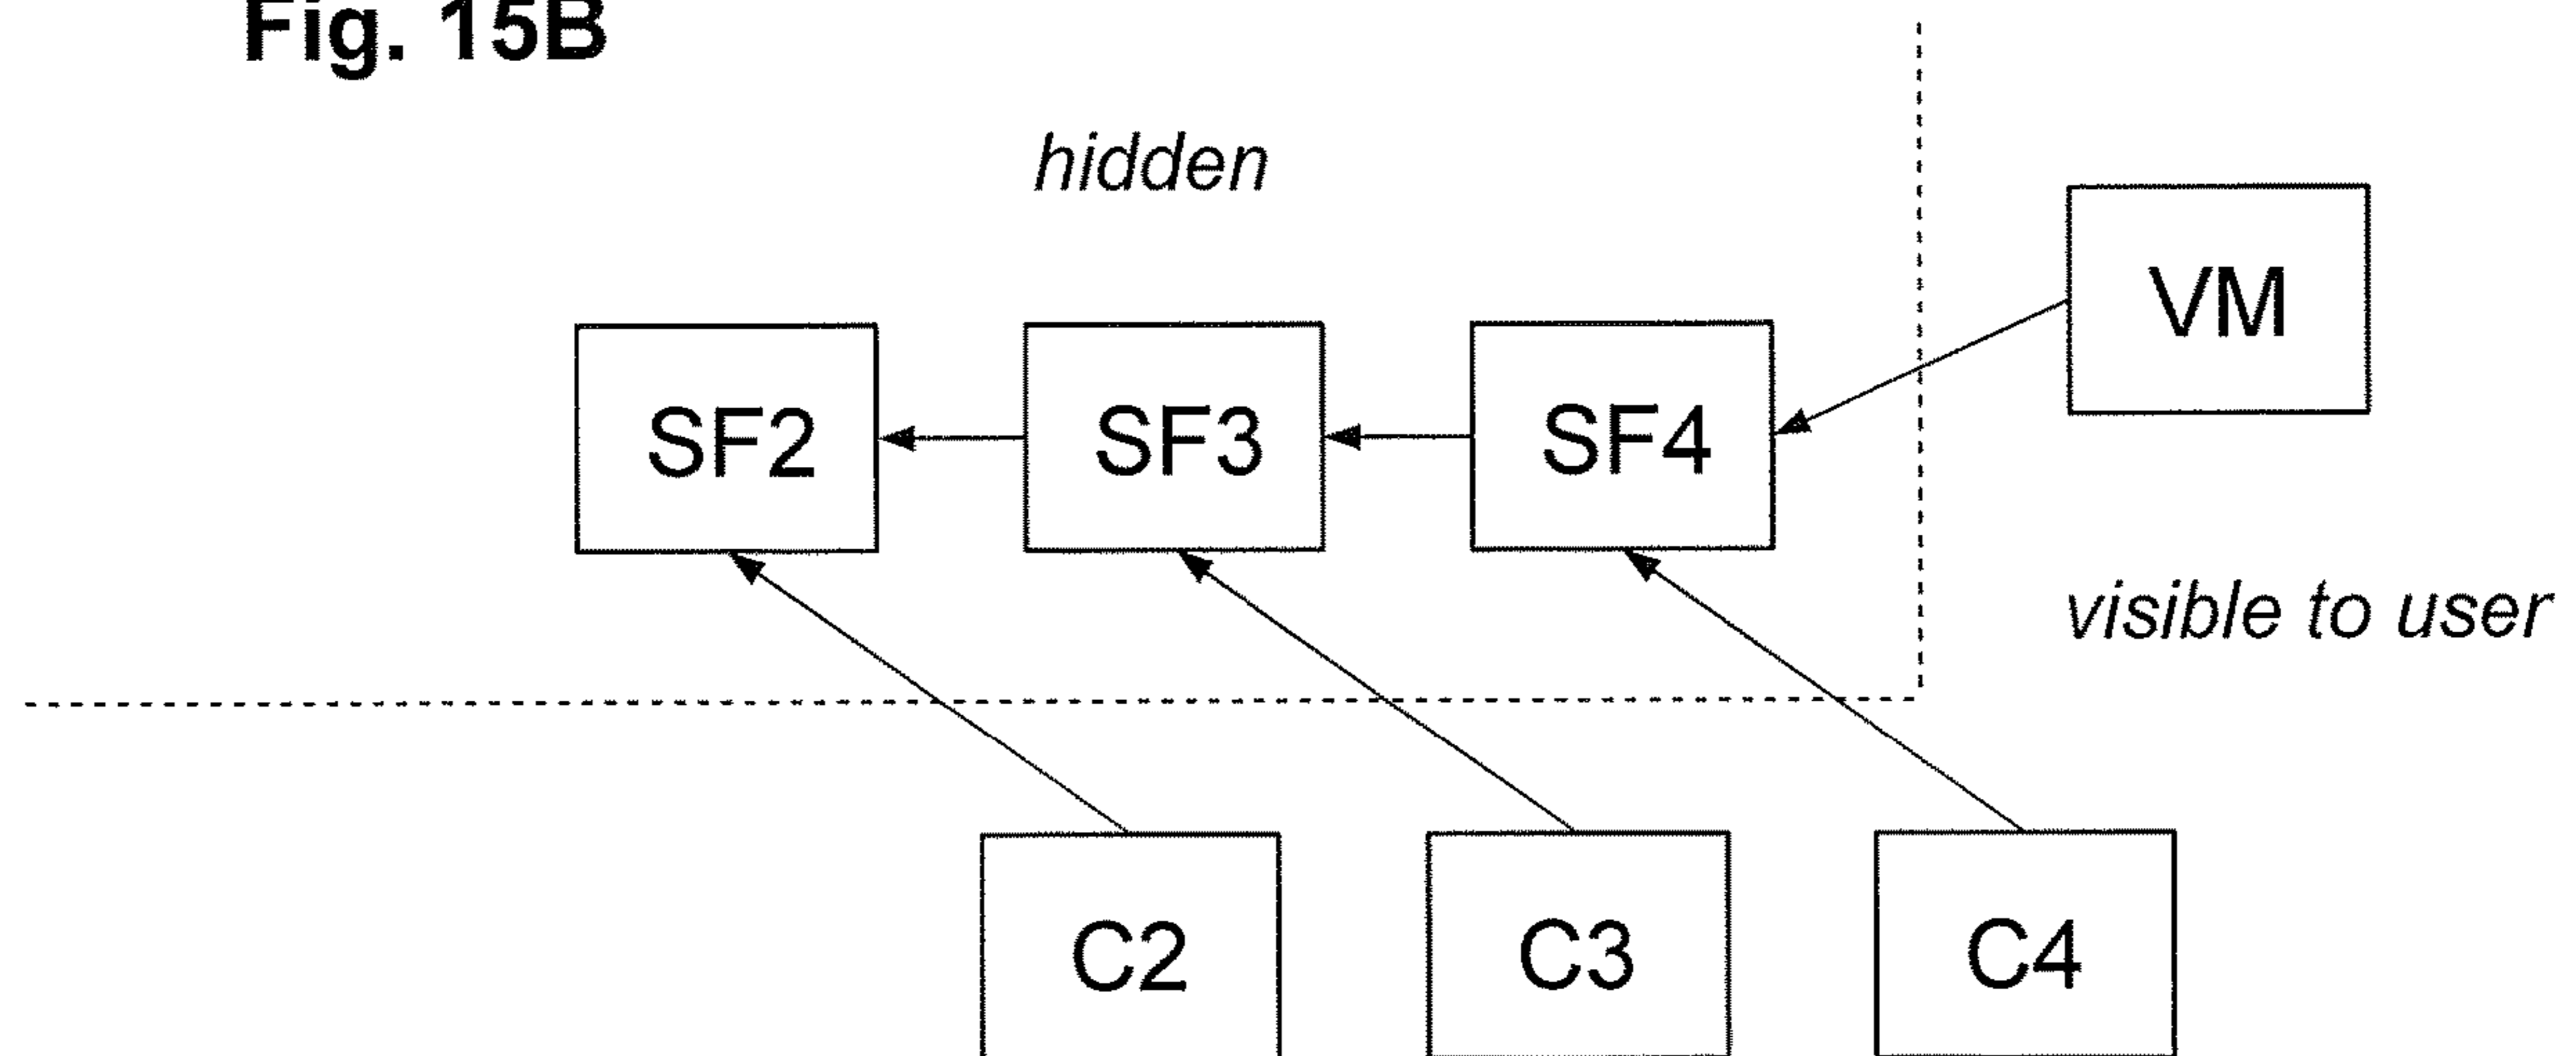 Fig. 15B
hidden
VM
SF2
SF3
SF4
visible to user
C2
C3
C4